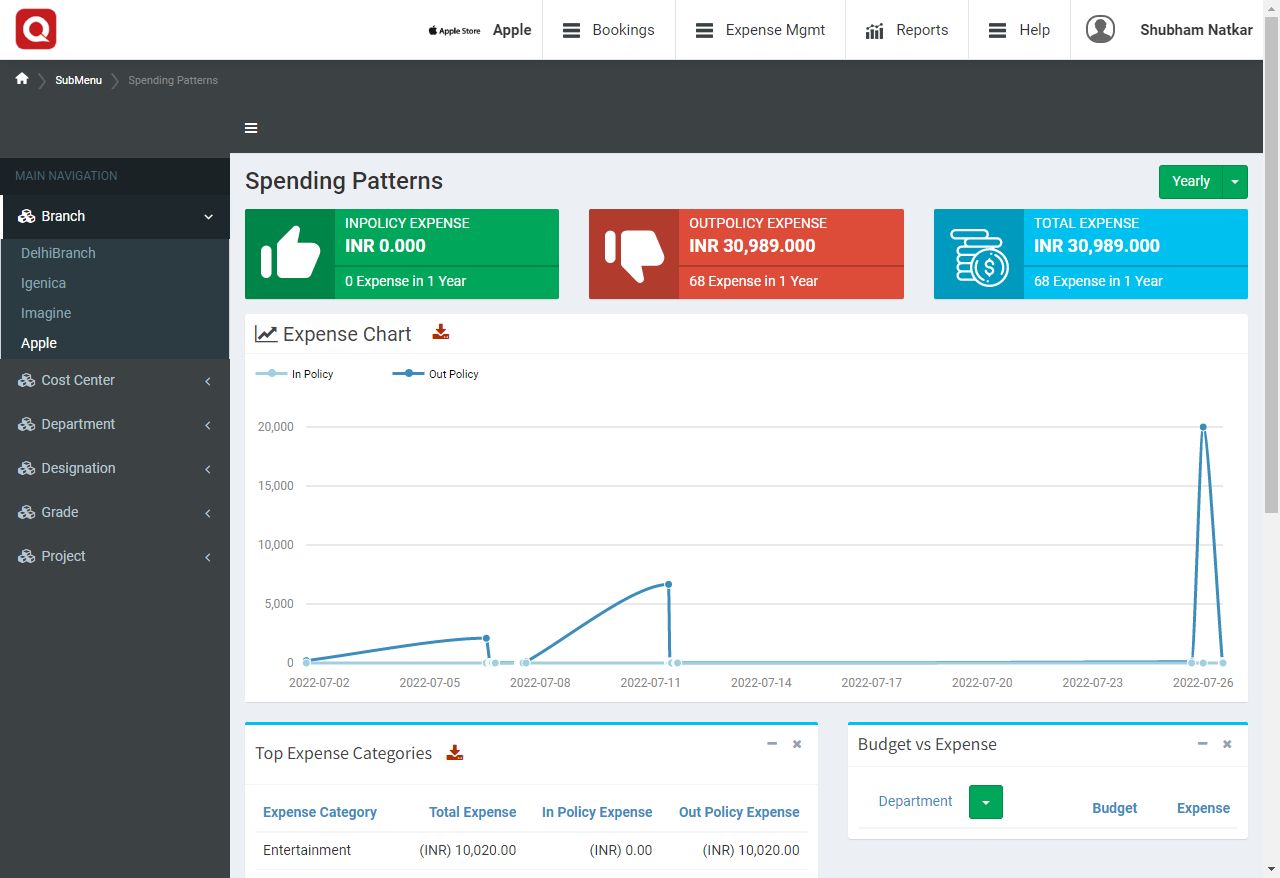 Apple Store Apple Bookings Expense Mgmt Reports Help Shubham Natkar
SubMenu Spending Patterns
MAIN NAVIGATION
Branch
DelhiBranch
Igenica
Imagine
Apple
Cost Center
Department
Designation
Grade
Project
Spending Patterns
Yearly
INPOLICY EXPENSE
INR 0.000
0 Expense in 1 Year
OUTPOLICY EXPENSE
INR 30,989.000
68 Expense in 1 Year
TOTAL EXPENSE
INR 30,989.000
68 Expense in 1 Year
Expense Chart
In Policy Out Policy
20,000
15,000
10,000
5,000
0
2022-07-02 2022-07-05 2022-07-08 2022-07-11 2022-07-14 2022-07-17 2022-07-20 2022-07-23 2022-07-26
Top Expense Categories
Expense Category Total Expense In Policy Expense Out Policy Expense
Entertainment (INR) 10,020.00 (INR) 0.00 (INR) 10,020.00
Budget vs Expense
Department Budget Expense